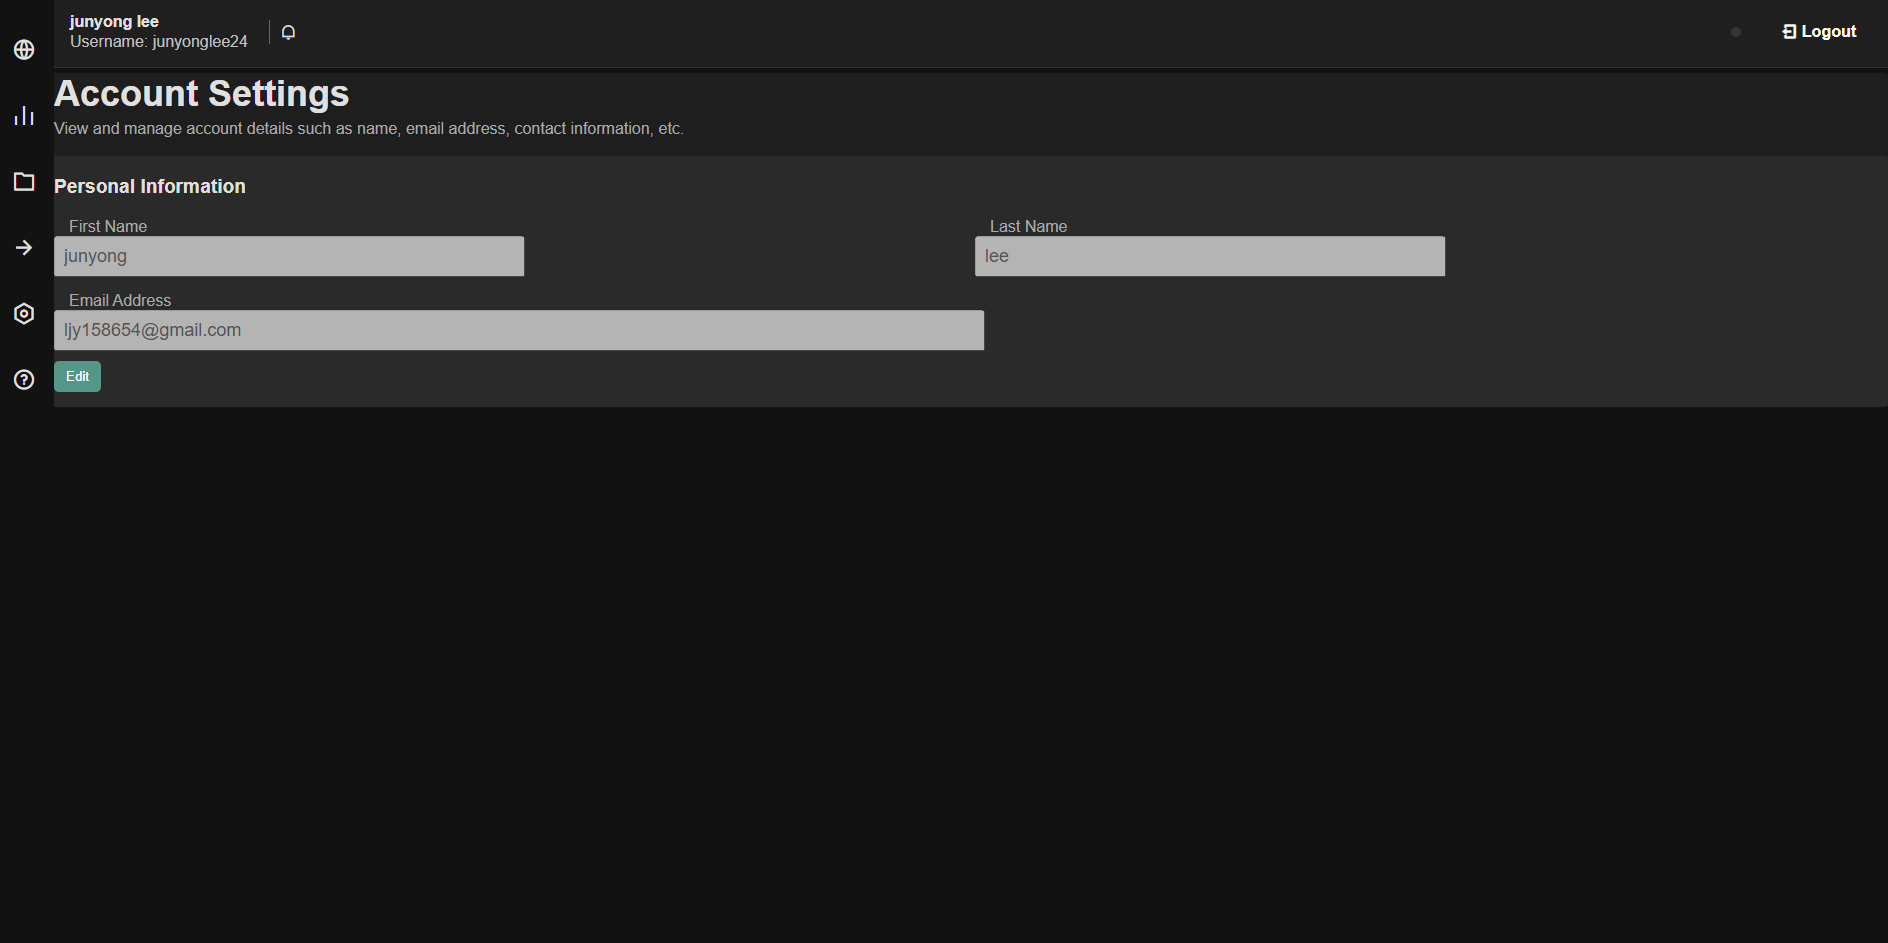 junyong lee
Username: junyonglee24
Logout
Account Settings
View and manage account details such as name, email address, contact information, etc.
Personal Information
First Name
Last Name
junyong
lee
Email Address
ljy158654@gmail.com
Edit